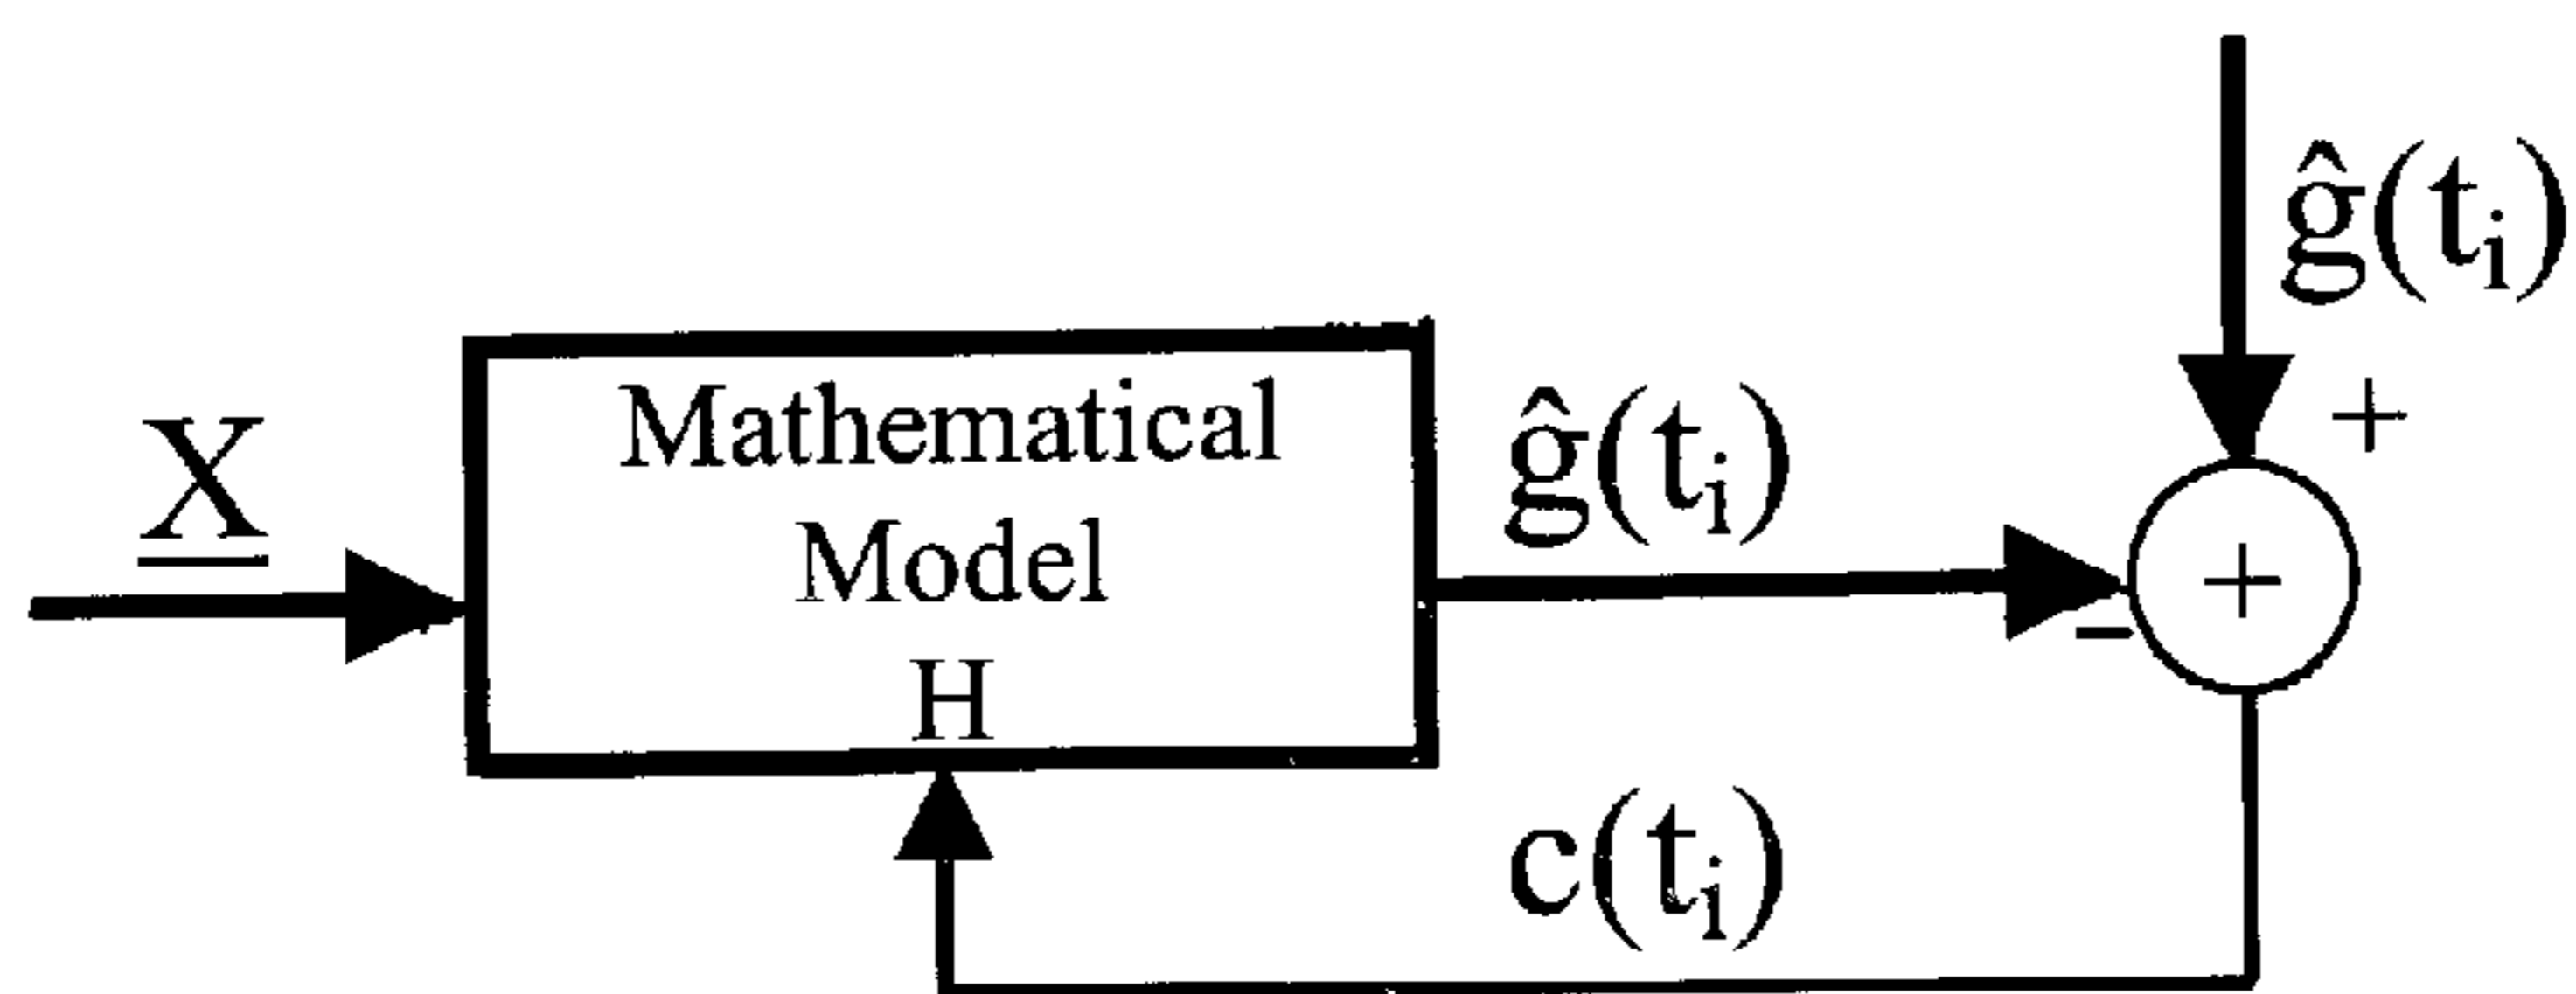 ĝ(tᵢ)
+
X
Mathematical
Model
H
ĝ(tᵢ)
−
+
c(tᵢ)